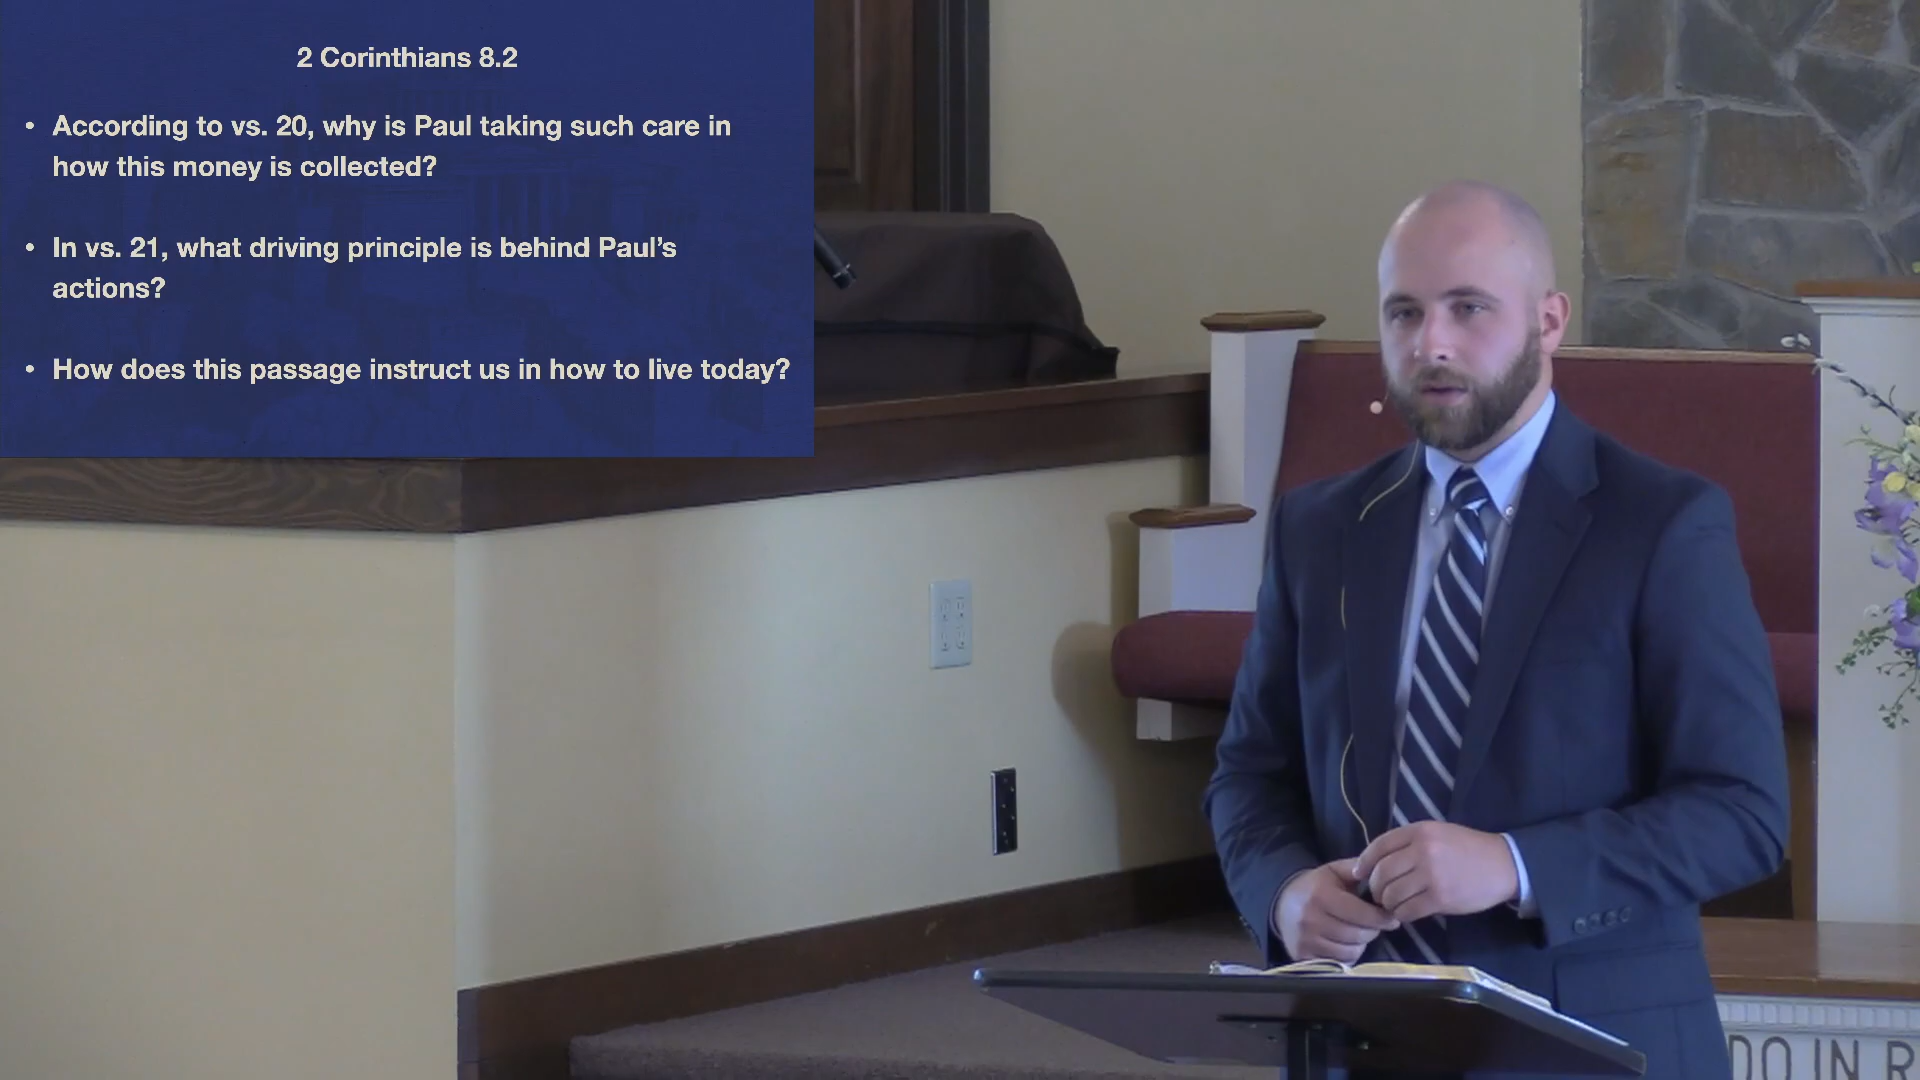 2 Corinthians 8.2
• According to vs. 20, why is Paul taking such care in
how this money is collected?
• In vs. 21, what driving principle is behind Paul's
actions?
• How does this passage instruct us in how to live today?
DO IN R